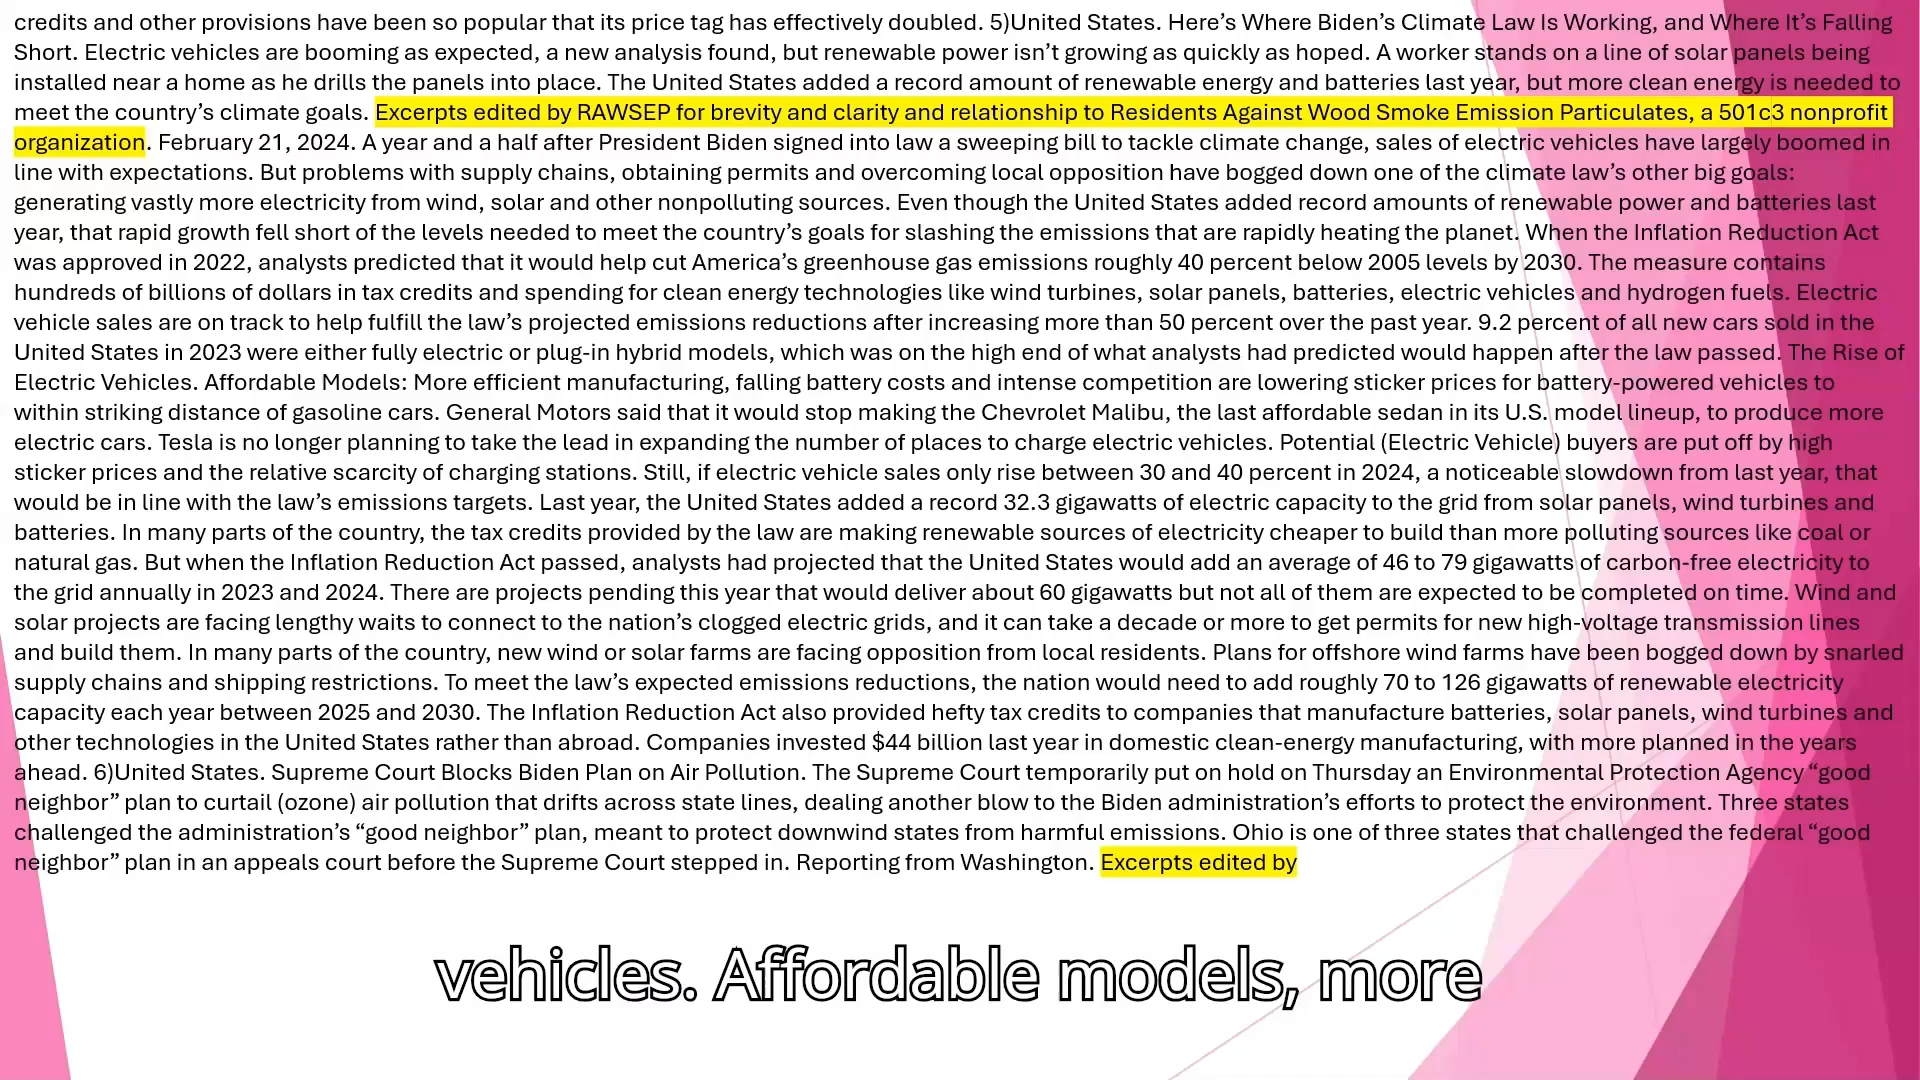 credits and other provisions have been so popular that its price tag has effectively doubled. 5)United States. Here’s Where Biden’s Climate Law Is Working, and Where It’s Falling
Short. Electric vehicles are booming as expected, a new analysis found, but renewable power isn’t growing as quickly as hoped. A worker stands on a line of solar panels being
installed near a home as he drills the panels into place. The United States added a record amount of renewable energy and batteries last year, but more clean energy is needed to
meet the country’s climate goals. Excerpts edited by RAWSEP for brevity and clarity and relationship to Residents Against Wood Smoke Emission Particulates, a 501c3 nonprofit
organization. February 21, 2024. A year and a half after President Biden signed into law a sweeping bill to tackle climate change, sales of electric vehicles have largely boomed in
line with expectations. But problems with supply chains, obtaining permits and overcoming local opposition have bogged down one of the climate law’s other big goals:
generating vastly more electricity from wind, solar and other nonpolluting sources. Even though the United States added record amounts of renewable power and batteries last
year, that rapid growth fell short of the levels needed to meet the country’s goals for slashing the emissions that are rapidly heating the planet. When the Inflation Reduction Act
was approved in 2022, analysts predicted that it would help cut America’s greenhouse gas emissions roughly 40 percent below 2005 levels by 2030. The measure contains
hundreds of billions of dollars in tax credits and spending for clean energy technologies like wind turbines, solar panels, batteries, electric vehicles and hydrogen fuels. Electric
vehicle sales are on track to help fulfill the law’s projected emissions reductions after increasing more than 50 percent over the past year. 9.2 percent of all new cars sold in the
United States in 2023 were either fully electric or plug-in hybrid models, which was on the high end of what analysts had predicted would happen after the law passed. The Rise of
Electric Vehicles. Affordable Models: More efficient manufacturing, falling battery costs and intense competition are lowering sticker prices for battery-powered vehicles to
within striking distance of gasoline cars. General Motors said that it would stop making the Chevrolet Malibu, the last affordable sedan in its U.S. model lineup, to produce more
electric cars. Tesla is no longer planning to take the lead in expanding the number of places to charge electric vehicles. Potential (Electric Vehicle) buyers are put off by high
sticker prices and the relative scarcity of charging stations. Still, if electric vehicle sales only rise between 30 and 40 percent in 2024, a noticeable slowdown from last year, that
would be in line with the law’s emissions targets. Last year, the United States added a record 32.3 gigawatts of electric capacity to the grid from solar panels, wind turbines and
batteries. In many parts of the country, the tax credits provided by the law are making renewable sources of electricity cheaper to build than more polluting sources like coal or
natural gas. But when the Inflation Reduction Act passed, analysts had projected that the United States would add an average of 46 to 79 gigawatts of carbon-free electricity to
the grid annually in 2023 and 2024. There are projects pending this year that would deliver about 60 gigawatts but not all of them are expected to be completed on time. Wind and
solar projects are facing lengthy waits to connect to the nation’s clogged electric grids, and it can take a decade or more to get permits for new high-voltage transmission lines
and build them. In many parts of the country, new wind or solar farms are facing opposition from local residents. Plans for offshore wind farms have been bogged down by snarled
supply chains and shipping restrictions. To meet the law’s expected emissions reductions, the nation would need to add roughly 70 to 126 gigawatts of renewable electricity
capacity each year between 2025 and 2030. The Inflation Reduction Act also provided hefty tax credits to companies that manufacture batteries, solar panels, wind turbines and
other technologies in the United States rather than abroad. Companies invested $44 billion last year in domestic clean-energy manufacturing, with more planned in the years
ahead. 6)United States. Supreme Court Blocks Biden Plan on Air Pollution. The Supreme Court temporarily put on hold on Thursday an Environmental Protection Agency “good
neighbor” plan to curtail (ozone) air pollution that drifts across state lines, dealing another blow to the Biden administration’s efforts to protect the environment. Three states
challenged the administration’s “good neighbor” plan, meant to protect downwind states from harmful emissions. Ohio is one of three states that challenged the federal “good
neighbor” plan in an appeals court before the Supreme Court stepped in. Reporting from Washington. Excerpts edited by
vehicles. Affordable models, more